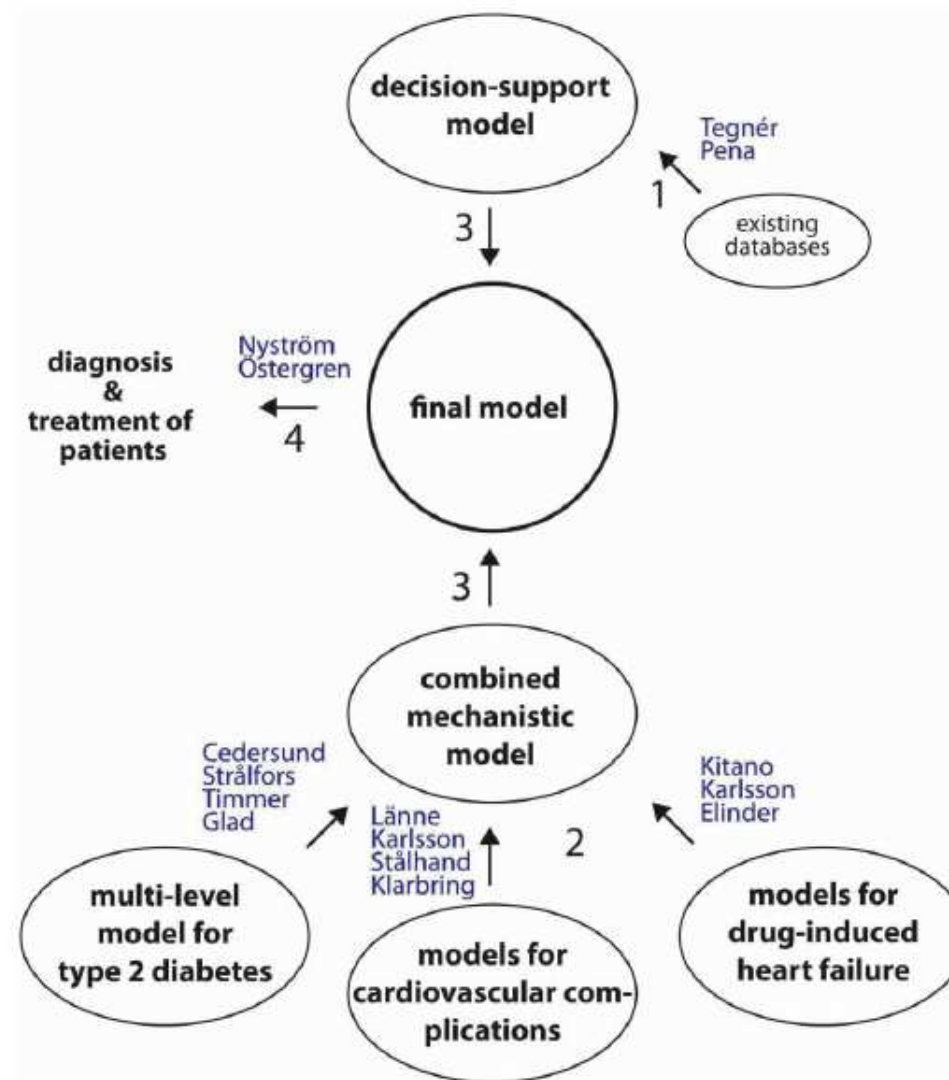 decision-support
model
Tegnér
Pena
1
existing
databases
3
Nyström
Östergren
diagnosis
&
treatment of
patients
4
final model
3
combined
mechanistic
model
Cedersund
Strålfors
Timmer
Glad
Länne
Karlsson
Stålhand
Klarbring
2
Kitano
Karlsson
Elinder
multi-level
model for
type 2 diabetes
models for
cardiovascular com-
plications
models for
drug-induced
heart failure